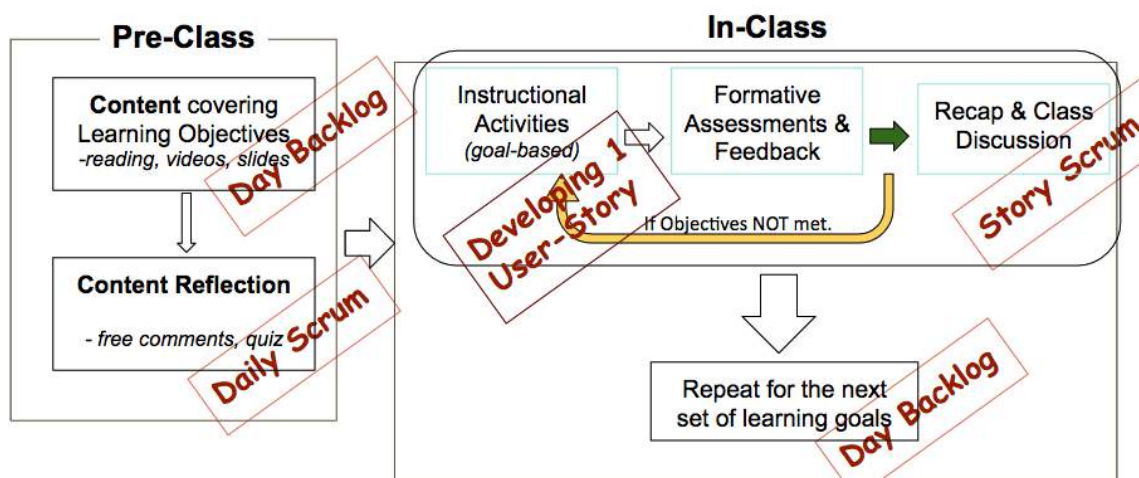 Pre-Class
Content covering
Learning Objectives
-reading, videos, slides
Day Backlog
Content Reflection
- free comments, quiz
Daily Scrum
In-Class
Instructional
Activities
(goal-based)
Developing 1
User-Story
Formative
Assessments &
Feedback
Recap & Class
Discussion
Story Scrum
If Objectives NOT met.
Repeat for the next
set of learning goals
Day Backlog